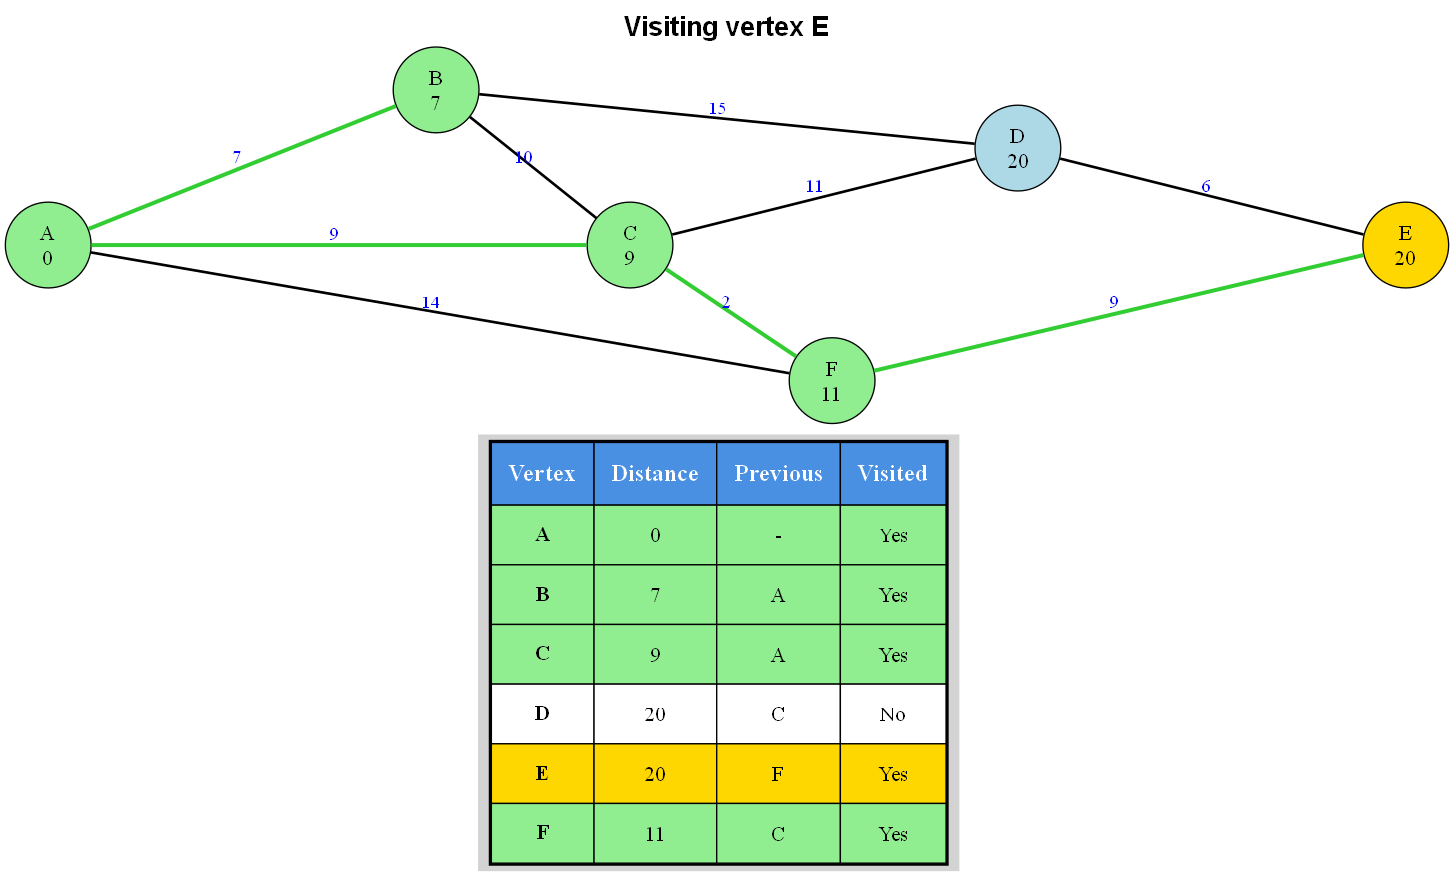 Visiting vertex E
B
7
15
D
20
7
10
11
6
A
0
9
C
9
E
20
14
2
9
F
11
Vertex Distance Previous Visited
A 0 - Yes
B 7 A Yes
C 9 A Yes
D 20 C No
E 20 F Yes
F 11 C Yes